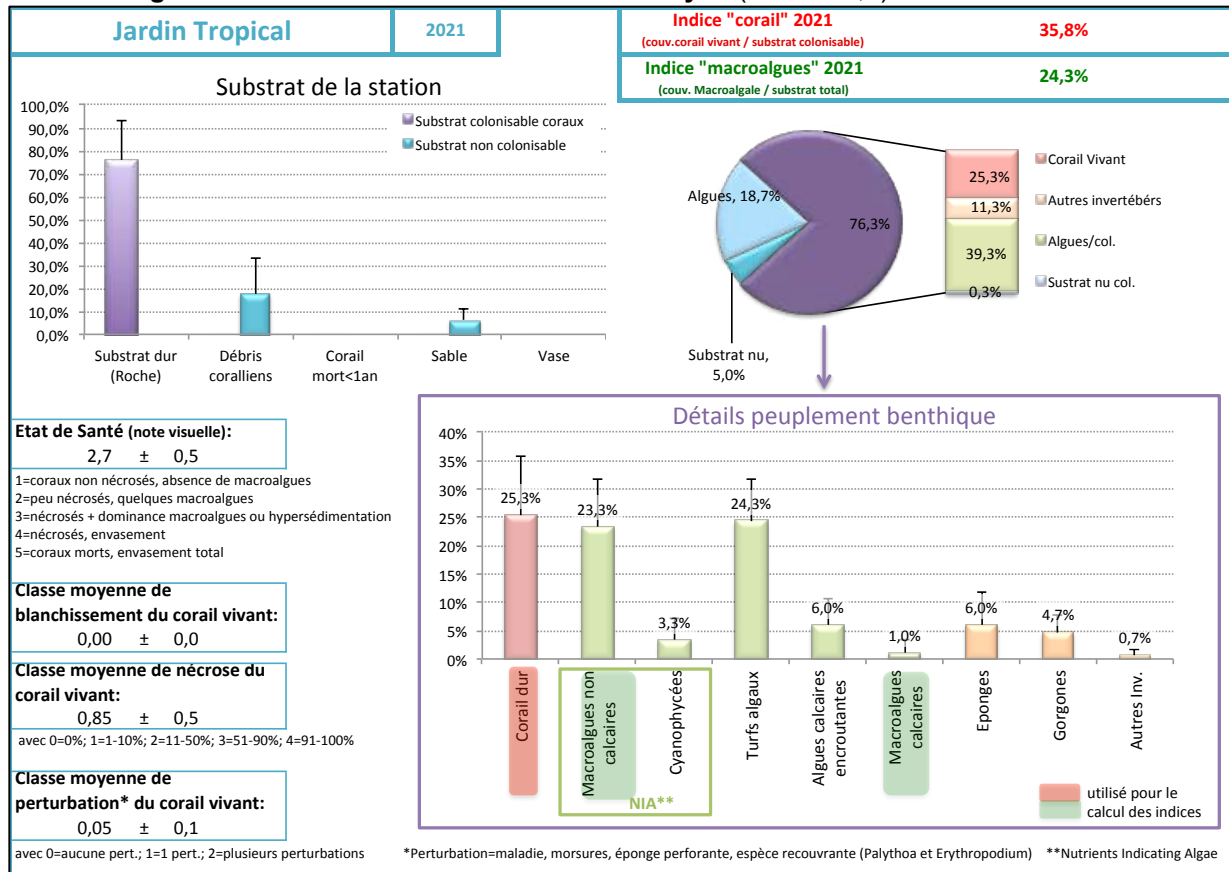 Jardin Tropical
2021
Indice "corail" 2021
(couv.corail vivant / substrat colonisable)
35,8%
Indice "macroalgues" 2021
(couv. Macroalgale / substrat total)
24,3%
Substrat de la station
100,0%
90,0%
80,0%
70,0%
60,0%
50,0%
40,0%
30,0%
20,0%
10,0%
0,0%
Substrat colonisable coraux
Substrat non colonisable
Substrat dur
(Roche)
Débris
coralliens
Corail
mort<1an
Sable
Vase
Algues, 18,7%
76,3%
Substrat nu,
5,0%
25,3%
11,3%
39,3%
0,3%
Corail Vivant
Autres invertébérs
Algues/col.
Sustrat nu col.
Etat de Santé (note visuelle):
2,7 ± 0,5
1=coraux non nécrosés, absence de macroalgues
2=peu nécrosés, quelques macroalgues
3=nécrosés + dominance macroalgues ou hypersédimentation
4=nécrosés, envasement
5=coraux morts, envasement total
Classe moyenne de
blanchissement du corail vivant:
0,00 ± 0,0
Classe moyenne de nécrose du
corail vivant:
0,85 ± 0,5
avec 0=0%; 1=1-10%; 2=11-50%; 3=51-90%; 4=91-100%
Classe moyenne de
perturbation* du corail vivant:
0,05 ± 0,1
avec 0=aucune pert.; 1=1 pert.; 2=plusieurs perturbations
Détails peuplement benthique
40%
35%
30%
25%
20%
15%
10%
5%
0%
25,3%
23,3%
3,3%
24,3%
6,0%
1,0%
6,0%
4,7%
0,7%
Corail dur
Macroalgues non
calcaires
Cyanophycées
Turfs algaux
Algues calcaires
encroutantes
Macroalgues
calcaires
Eponges
Gorgones
Autres Inv.
NIA**
utilisé pour le
calcul des indices
*Perturbation=maladie, morsures, éponge perforante, espèce recouvrante (Palythoa et Erythropodium) **Nutrients Indicating Algae